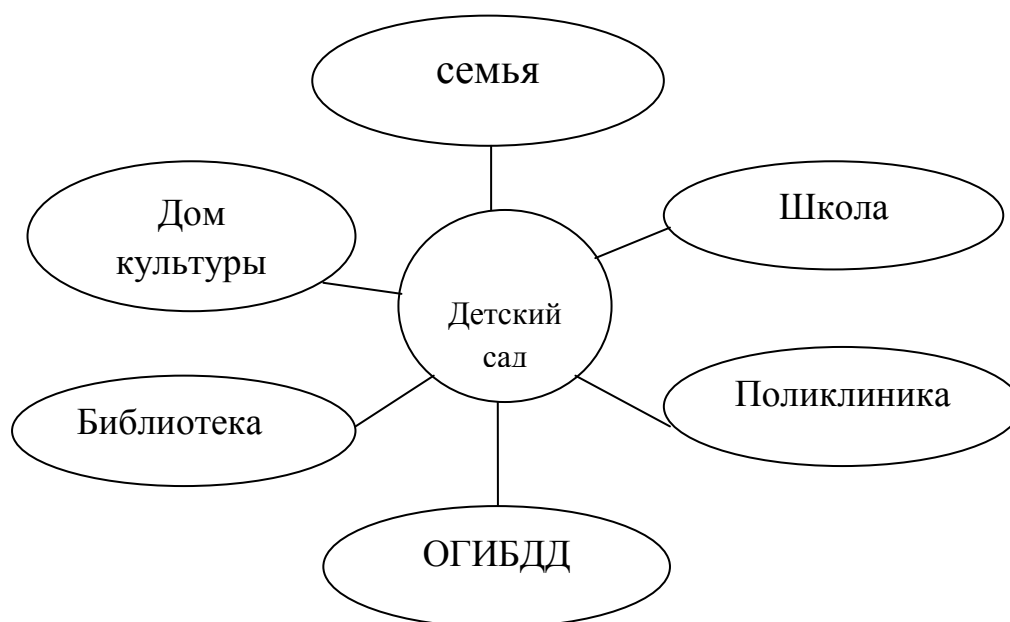 семья
Дом
культуры
Школа
Детский
сад
Библиотека
Поликлиника
ОГИБДД